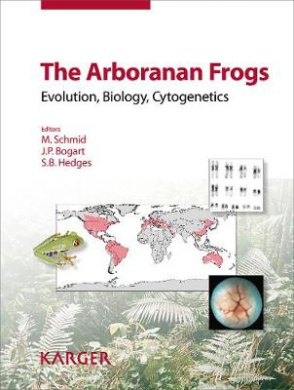 The Arboranan Frogs
Evolution, Biology, Cytogenetics
Editors
M. Schmid
J.P. Bogart
S.B. Hedges
KARGER